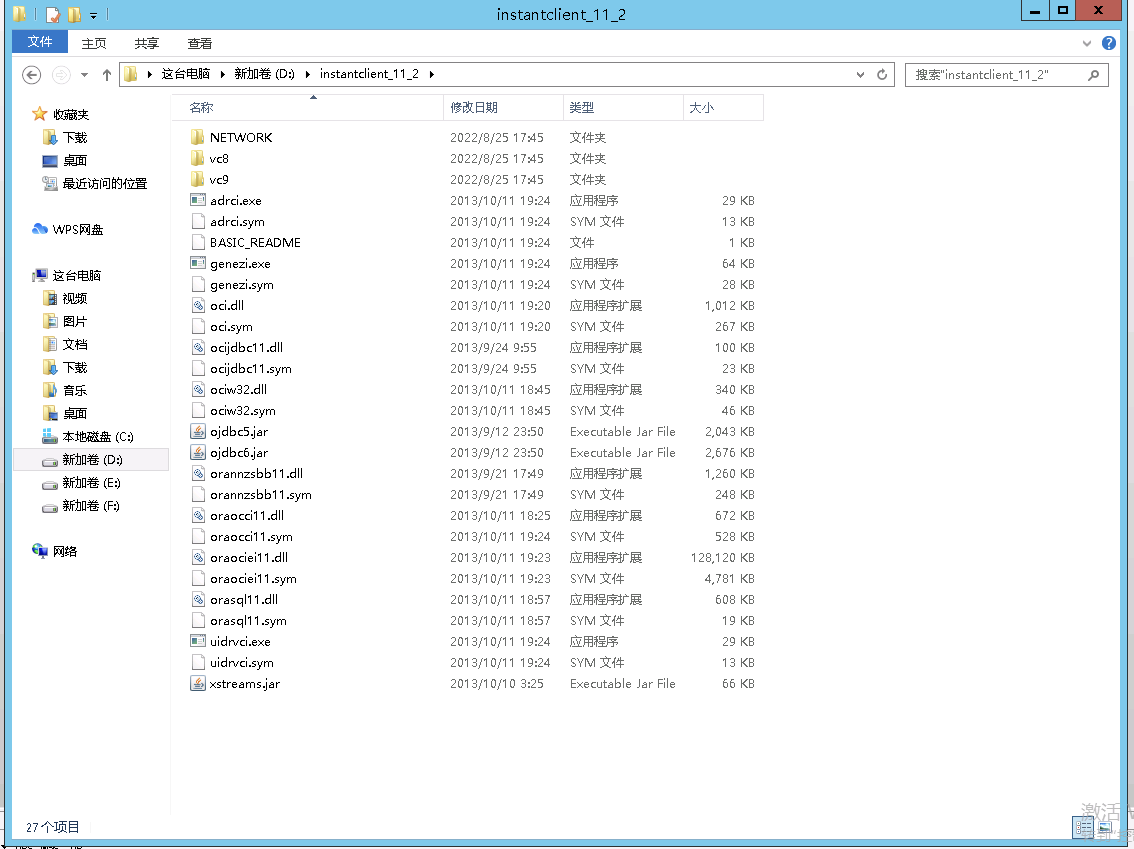 instantclient_11_2
文件 主页 共享 查看
这台电脑 新加卷 (D:) instantclient_11_2
搜索"instantclient_11_2"
收藏夹
下载
桌面
最近访问的位置
WPS网盘
这台电脑
视频
图片
文档
下载
音乐
桌面
本地磁盘 (C:)
新加卷 (D:)
新加卷 (E:)
新加卷 (F:)
网络
名称 修改日期 类型 大小
NETWORK 2022/8/25 17:45 文件夹
vc8 2022/8/25 17:45 文件夹
vc9 2022/8/25 17:45 文件夹
adrci.exe 2013/10/11 19:24 应用程序 29 KB
adrci.sym 2013/10/11 19:24 SYM 文件 13 KB
BASIC_README 2013/10/11 19:24 文件 1 KB
genezi.exe 2013/10/11 19:24 应用程序 64 KB
genezi.sym 2013/10/11 19:24 SYM 文件 28 KB
oci.dll 2013/10/11 19:20 应用程序扩展 1,012 KB
oci.sym 2013/10/11 19:20 SYM 文件 267 KB
ocijdbc11.dll 2013/9/24 9:55 应用程序扩展 100 KB
ocijdbc11.sym 2013/9/24 9:55 SYM 文件 23 KB
ociw32.dll 2013/10/11 18:45 应用程序扩展 340 KB
ociw32.sym 2013/10/11 18:45 SYM 文件 46 KB
ojdbc5.jar 2013/9/12 23:50 Executable Jar File 2,043 KB
ojdbc6.jar 2013/9/12 23:50 Executable Jar File 2,676 KB
orannzsbb11.dll 2013/9/21 17:49 应用程序扩展 1,260 KB
orannzsbb11.sym 2013/9/21 17:49 SYM 文件 248 KB
oraocci11.dll 2013/10/11 18:25 应用程序扩展 672 KB
oraocci11.sym 2013/10/11 19:24 SYM 文件 528 KB
oraociei11.dll 2013/10/11 19:23 应用程序扩展 128,120 KB
oraociei11.sym 2013/10/11 19:23 SYM 文件 4,781 KB
orasql11.dll 2013/10/11 18:57 应用程序扩展 608 KB
orasql11.sym 2013/10/11 18:57 SYM 文件 19 KB
uidrvci.exe 2013/10/11 19:24 应用程序 29 KB
uidrvci.sym 2013/10/11 19:24 SYM 文件 13 KB
xstreams.jar 2013/10/10 3:25 Executable Jar File 66 KB
27 个项目
激活